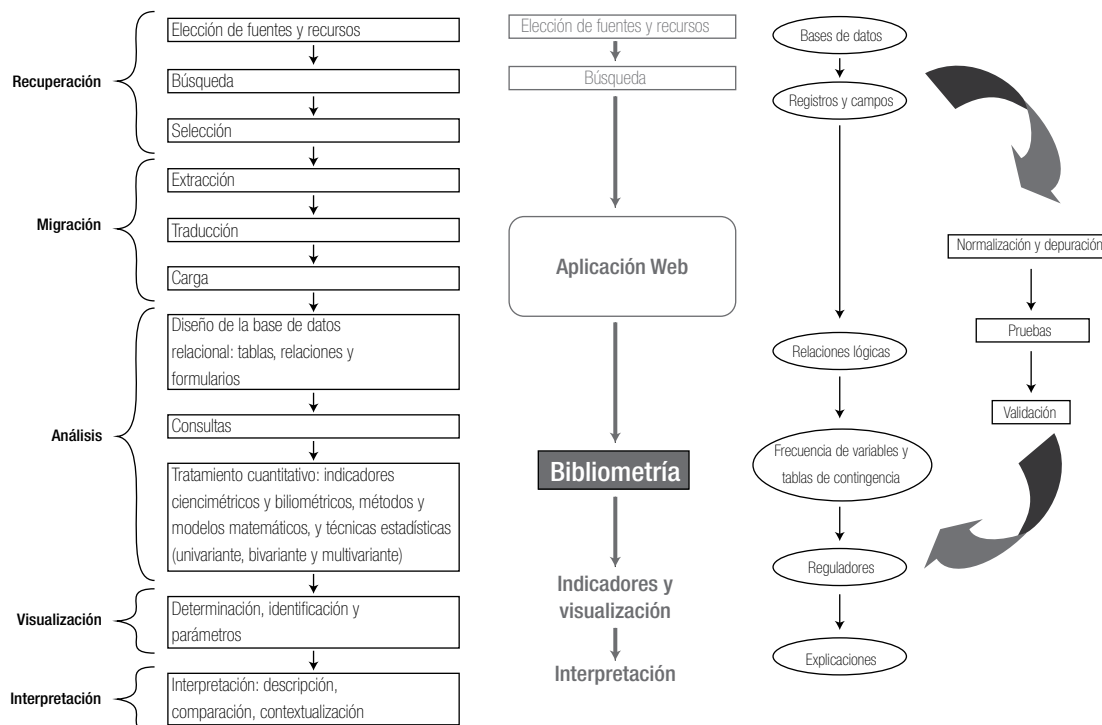 Recuperación
Elección de fuentes y recursos
Búsqueda
Selección
Migración
Extracción
Traducción
Carga
Análisis
Diseño de la base de datos
relacional: tablas, relaciones y
formularios
Consultas
Tratamiento cuantitativo: indicadores
ciencimétricos y biliométricos, métodos y
modelos matemáticos, y técnicas estadísticas
(univariante, bivariante y multivariante)
Visualización
Determinación, identificación y
parámetros
Interpretación
Interpretación: descripción,
comparación, contextualización
Elección de fuentes y recursos
Búsqueda
Aplicación Web
Bibliometría
Indicadores y
visualización
Interpretación
Bases de datos
Registros y campos
Relaciones lógicas
Frecuencia de variables y
tablas de contingencia
Reguladores
Explicaciones
Normalización y depuración
Pruebas
Validación